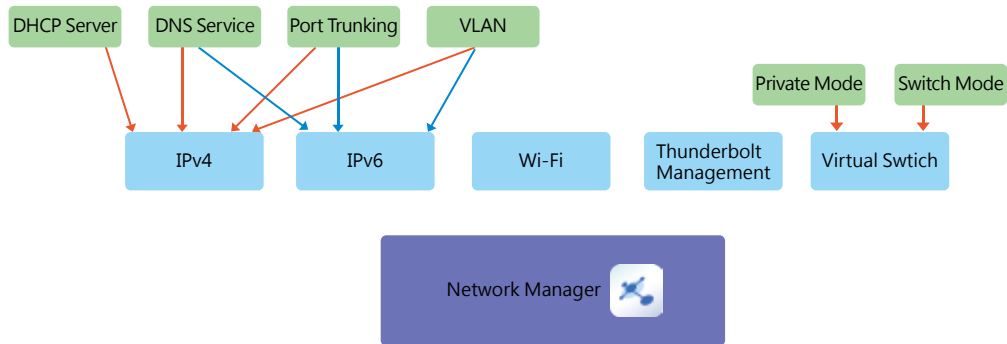 DHCP Server
DNS Service
Port Trunking
VLAN
Private Mode
Switch Mode
IPv4
IPv6
Wi-Fi
Thunderbolt
Management
Virtual Swtich
Network Manager